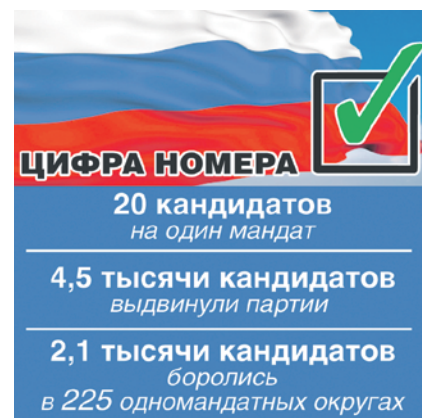 ЦИФРА НОМЕРА
20 кандидатов
на один мандат
4,5 тысячи кандидатов
выдвинули партии
2,1 тысячи кандидатов
боролись
в 225 одномандатных округах